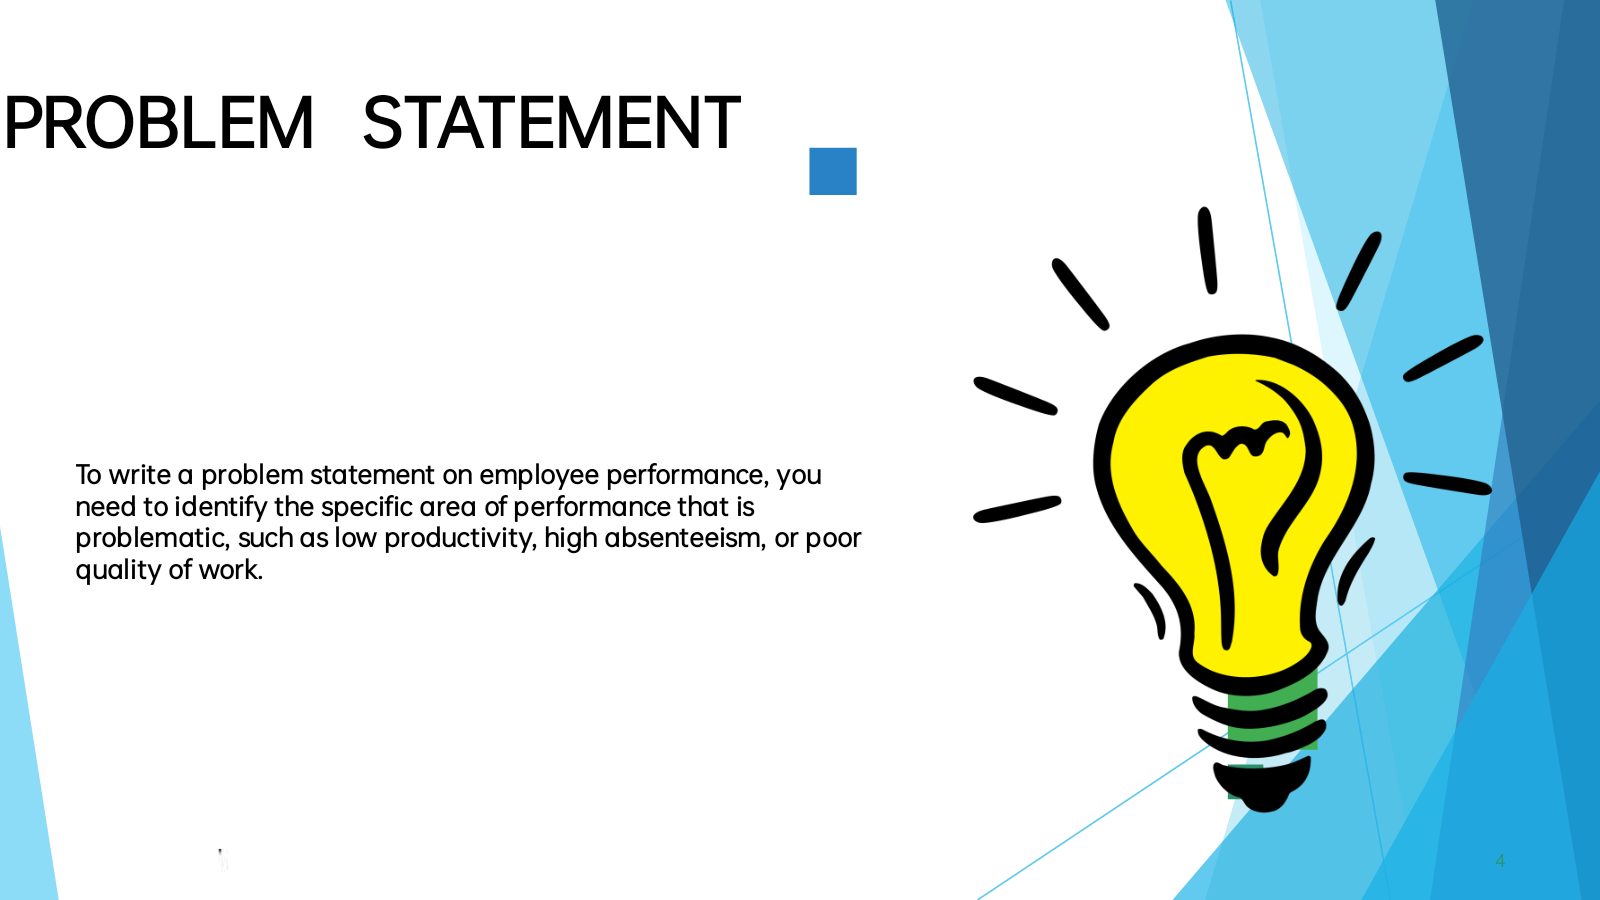 PROBLEM STATEMENT
To write a problem statement on employee performance, you
need to identify the specific area of performance that is
problematic, such as low productivity, high absenteeism, or poor
quality of work.
4